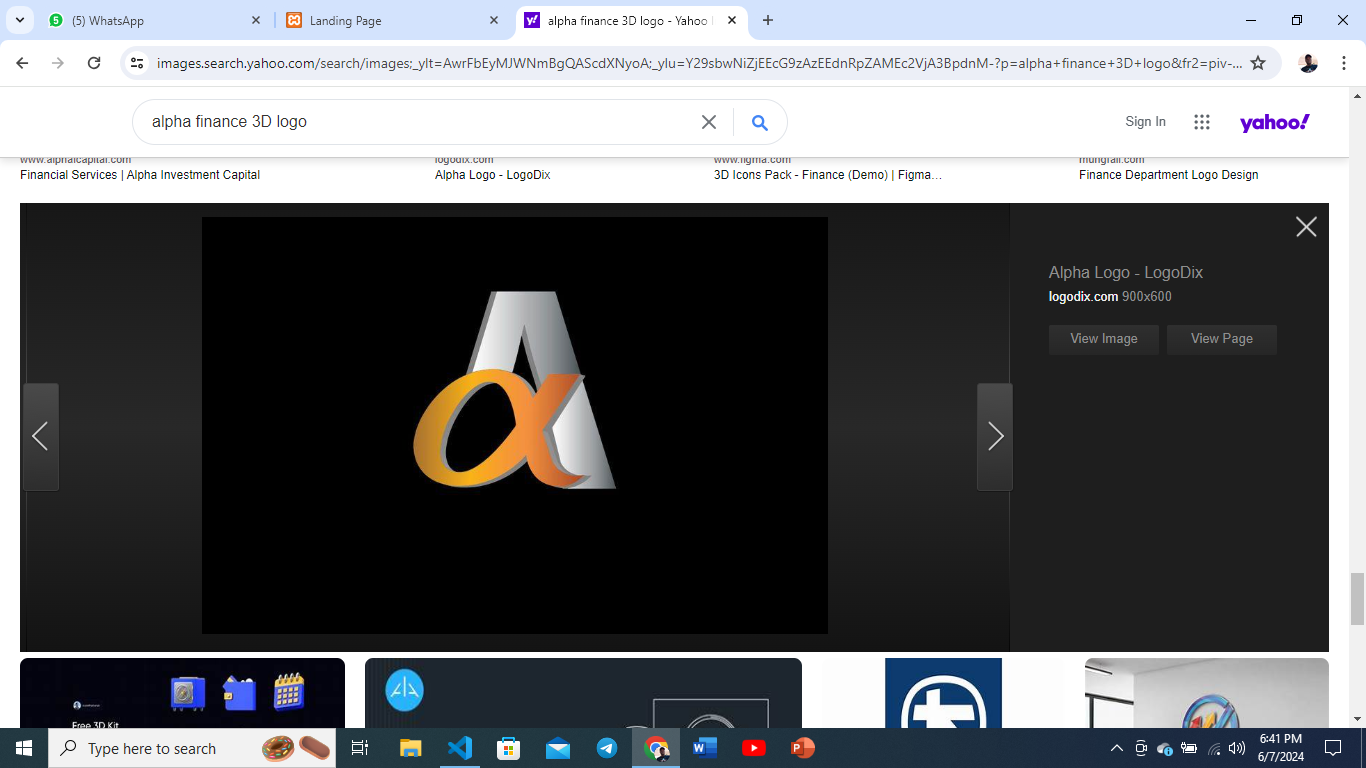 (5) WhatsApp
Landing Page
alpha finance 3D logo - Yahoo
images.search.yahoo.com/search/images;_ylt=AwrFbEyMJWNmBgQAScdXNyoA;_ylu=Y29sbwNiZjEEcG9zAzEEdnRpZAMEc2VjA3BpdnM-?p=alpha+finance+3D+logo&fr2=piv-...
alpha finance 3D logo
Sign In
yahoo!
www.alphaicapital.com
logodix.com
www.figma.com
Financial Services | Alpha Investment Capital
Alpha Logo - LogoDix
3D Icons Pack - Finance (Demo) | Figma…
Finance Department Logo Design
Alpha Logo - LogoDix
logodix.com 900x600
View Image
View Page
Aα
Free 3D Kit
Type here to search
6:41 PM
6/7/2024